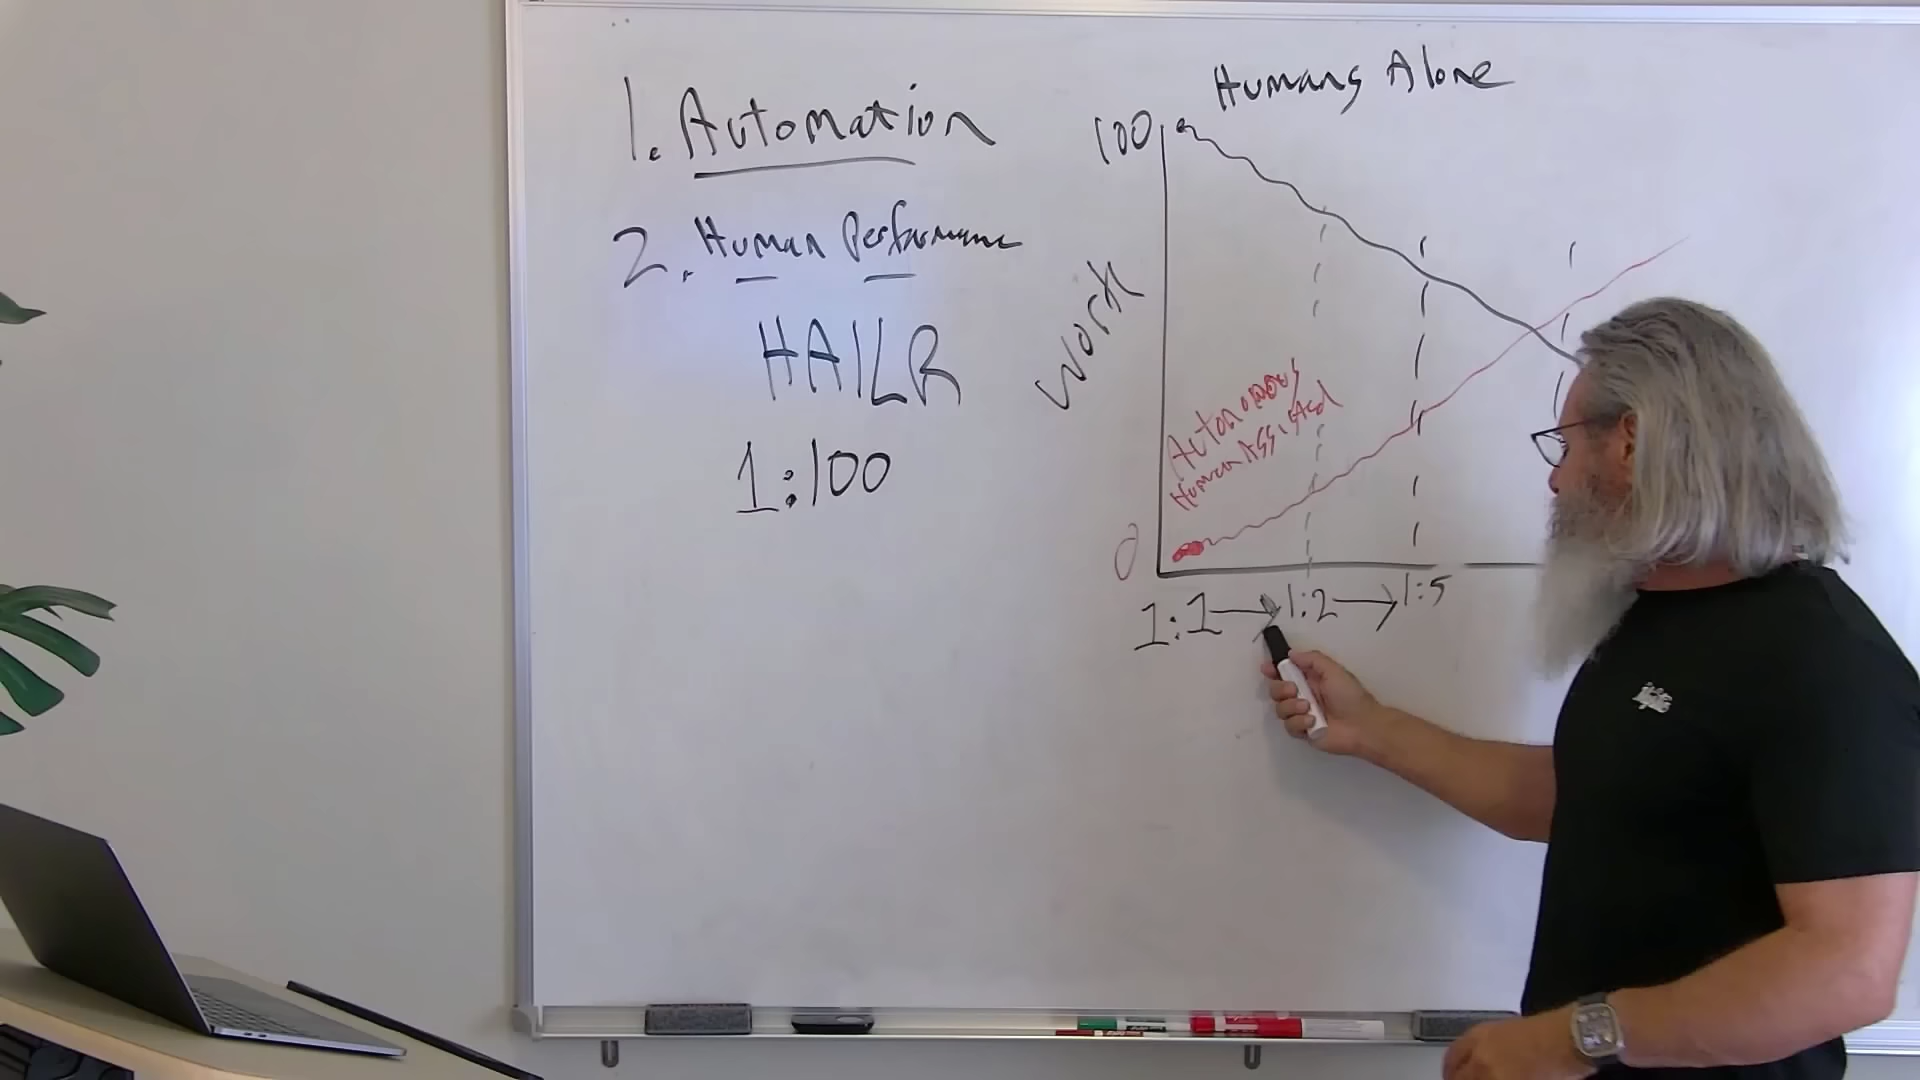 1. Automation
2. Human Performance
HAILR
1:100
Humans Alone
100
Work
Autonomous
Human Assisted
0
1:1 → 1:2 → 1:5